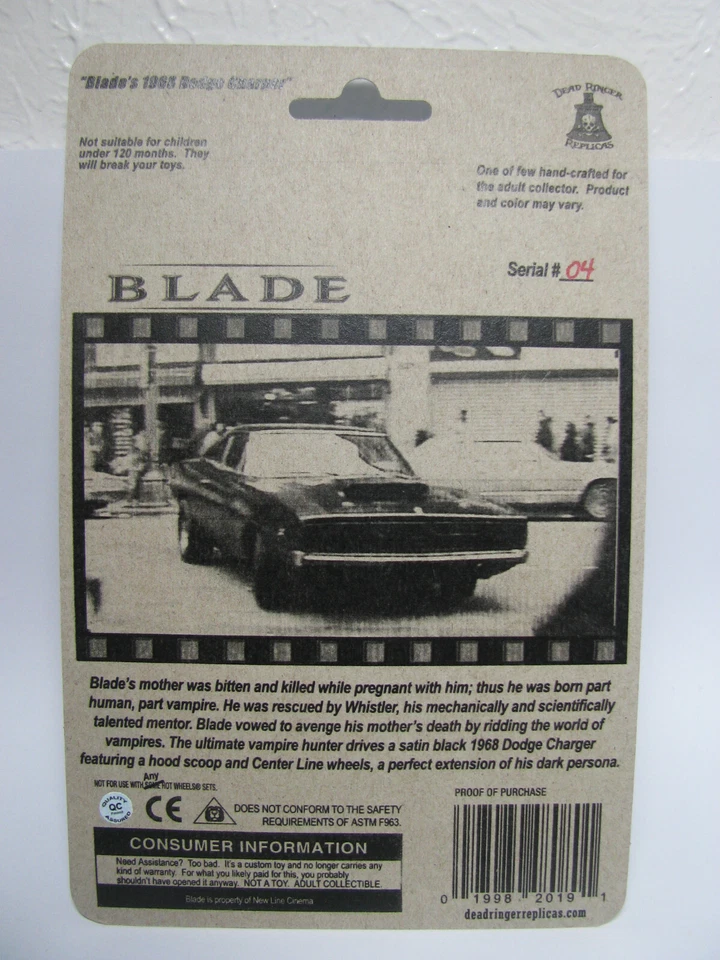 "Blade's 1968 Dodge Charger"
DEAD RINGER
REPLICAS
Not suitable for children
under 120 months. They
will break your toys.
One of few hand-crafted for
the adult collector. Product
and color may vary.
Serial # 04
BLADE
Blade's mother was bitten and killed while pregnant with him; thus he was born part
human, part vampire. He was rescued by Whistler, his mechanically and scientifically
talented mentor. Blade vowed to avenge his mother's death by ridding the world of
vampires. The ultimate vampire hunter drives a satin black 1968 Dodge Charger
featuring a hood scoop and Center Line wheels, a perfect extension of his dark persona.
Any
NOT FOR USE WITH SOME HOT WHEELS® SETS.
QUALITY
QC
ASSURED
CE
DOES NOT CONFORM TO THE SAFETY
REQUIREMENTS OF ASTM F963.
PROOF OF PURCHASE
CONSUMER INFORMATION
Need Assistance? Too bad. It's a custom toy and no longer carries any
kind of warranty. For what you likely paid for this, you probably
shouldn't have opened it anyway. NOT A TOY. ADULT COLLECTIBLE.
Blade is property of New Line Cinema
0 1998 2019 1
deadringerreplicas.com